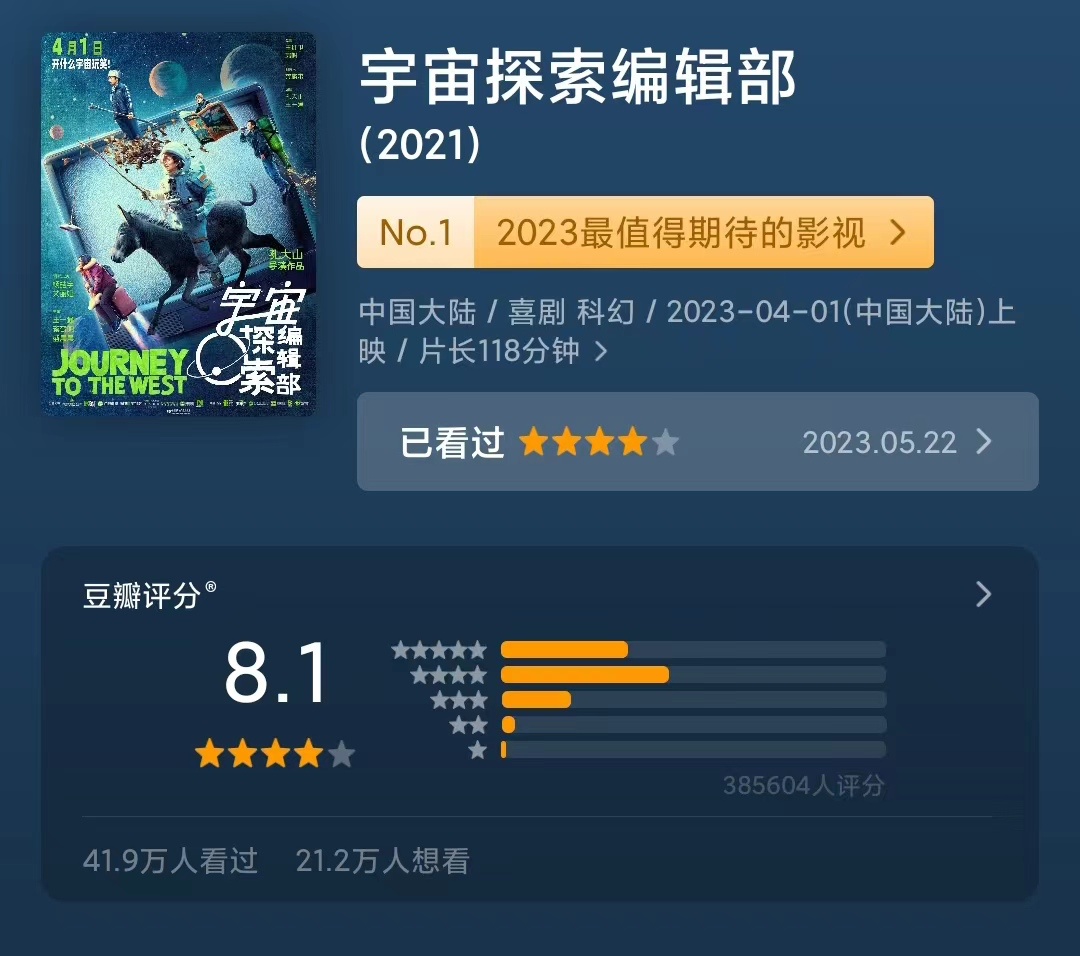 4月1日
开什么宇宙玩笑!
孔大山
导演作品
宇宙
探索
编辑部
JOURNEY
TO THE WEST
宇宙探索编辑部
(2021)
No.1 2023最值得期待的影视
中国大陆 / 喜剧 科幻 / 2023-04-01(中国大陆)上
映 / 片长118分钟
已看过 2023.05.22
豆瓣评分®
8.1
385604人评分
41.9万人看过 21.2万人想看